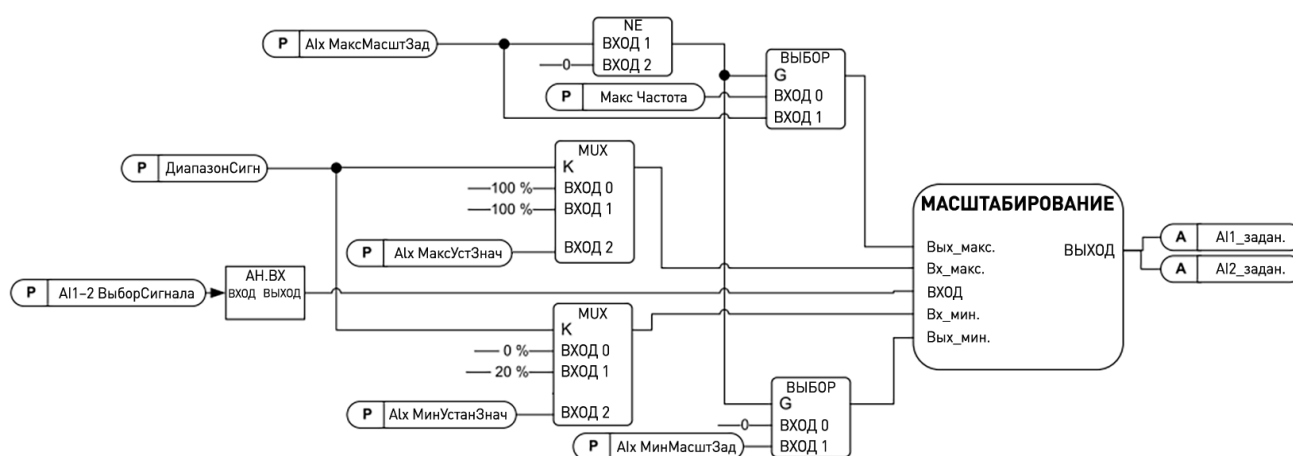 NE
P AIx МаксМасштЗад
ВХОД 1
0 ВХОД 2
ВЫБОР
G
P Макс Частота
ВХОД 0
ВХОД 1
MUX
P ДиапазонСигн
K
100 % ВХОД 0
100 % ВХОД 1
P AIx МаксУстЗнач
ВХОД 2
МАСШТАБИРОВАНИЕ
Вых_макс.
Вх_макс.
ВХОД
Вх_мин.
Вых_мин.
ВЫХОД
A AI1_задан.
A AI2_задан.
АН.ВХ
P AI1–2 ВыборСигнала
ВХОД ВЫХОД
MUX
K
0 % ВХОД 0
20 % ВХОД 1
P AIx МинУстанЗнач
ВХОД 2
ВЫБОР
G
0 ВХОД 0
P AIx МинМасштЗад
ВХОД 1